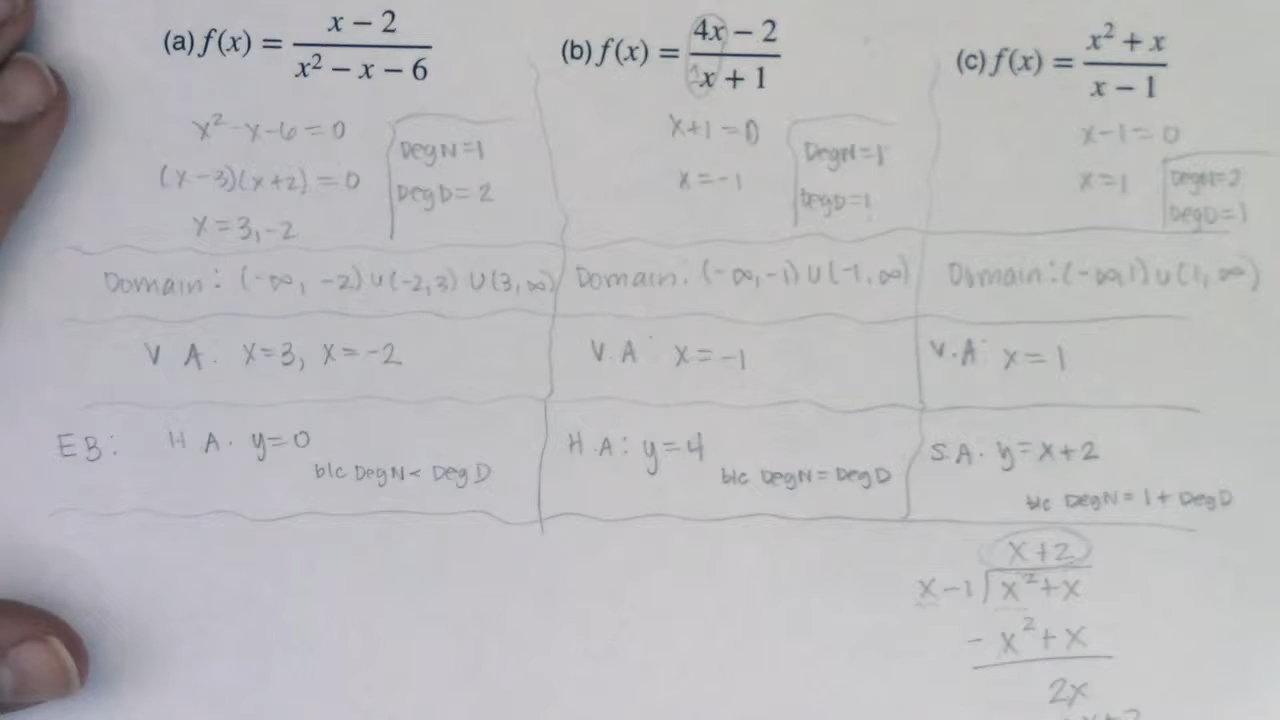 (a) f(x) = (x − 2)/(x² − x − 6)
x² - x - 6 = 0
(x - 3)(x + 2) = 0
x = 3, -2
Deg N = 1
Deg D = 2
Domain: (-∞, -2) ∪ (-2, 3) ∪ (3, ∞)
V A. x = 3, x = -2
EB: H A. y = 0
b/c Deg N < Deg D
(b) f(x) = (4x − 2)/(x + 1)
1
x + 1 = 0
x = -1
Deg N = 1
Deg D = 1
Domain: (-∞, -1) ∪ (-1, ∞)
V.A: x = -1
H.A: y = 4
b/c Deg N = Deg D
(c) f(x) = (x² + x)/(x − 1)
x - 1 = 0
x = 1
Deg N = 2
Deg D = 1
Domain: (-∞, 1) ∪ (1, ∞)
V.A: x = 1
S.A. y = x + 2
b/c Deg N = 1 + Deg D
x + 2
x - 1 | x² + x
- x² + x
2x